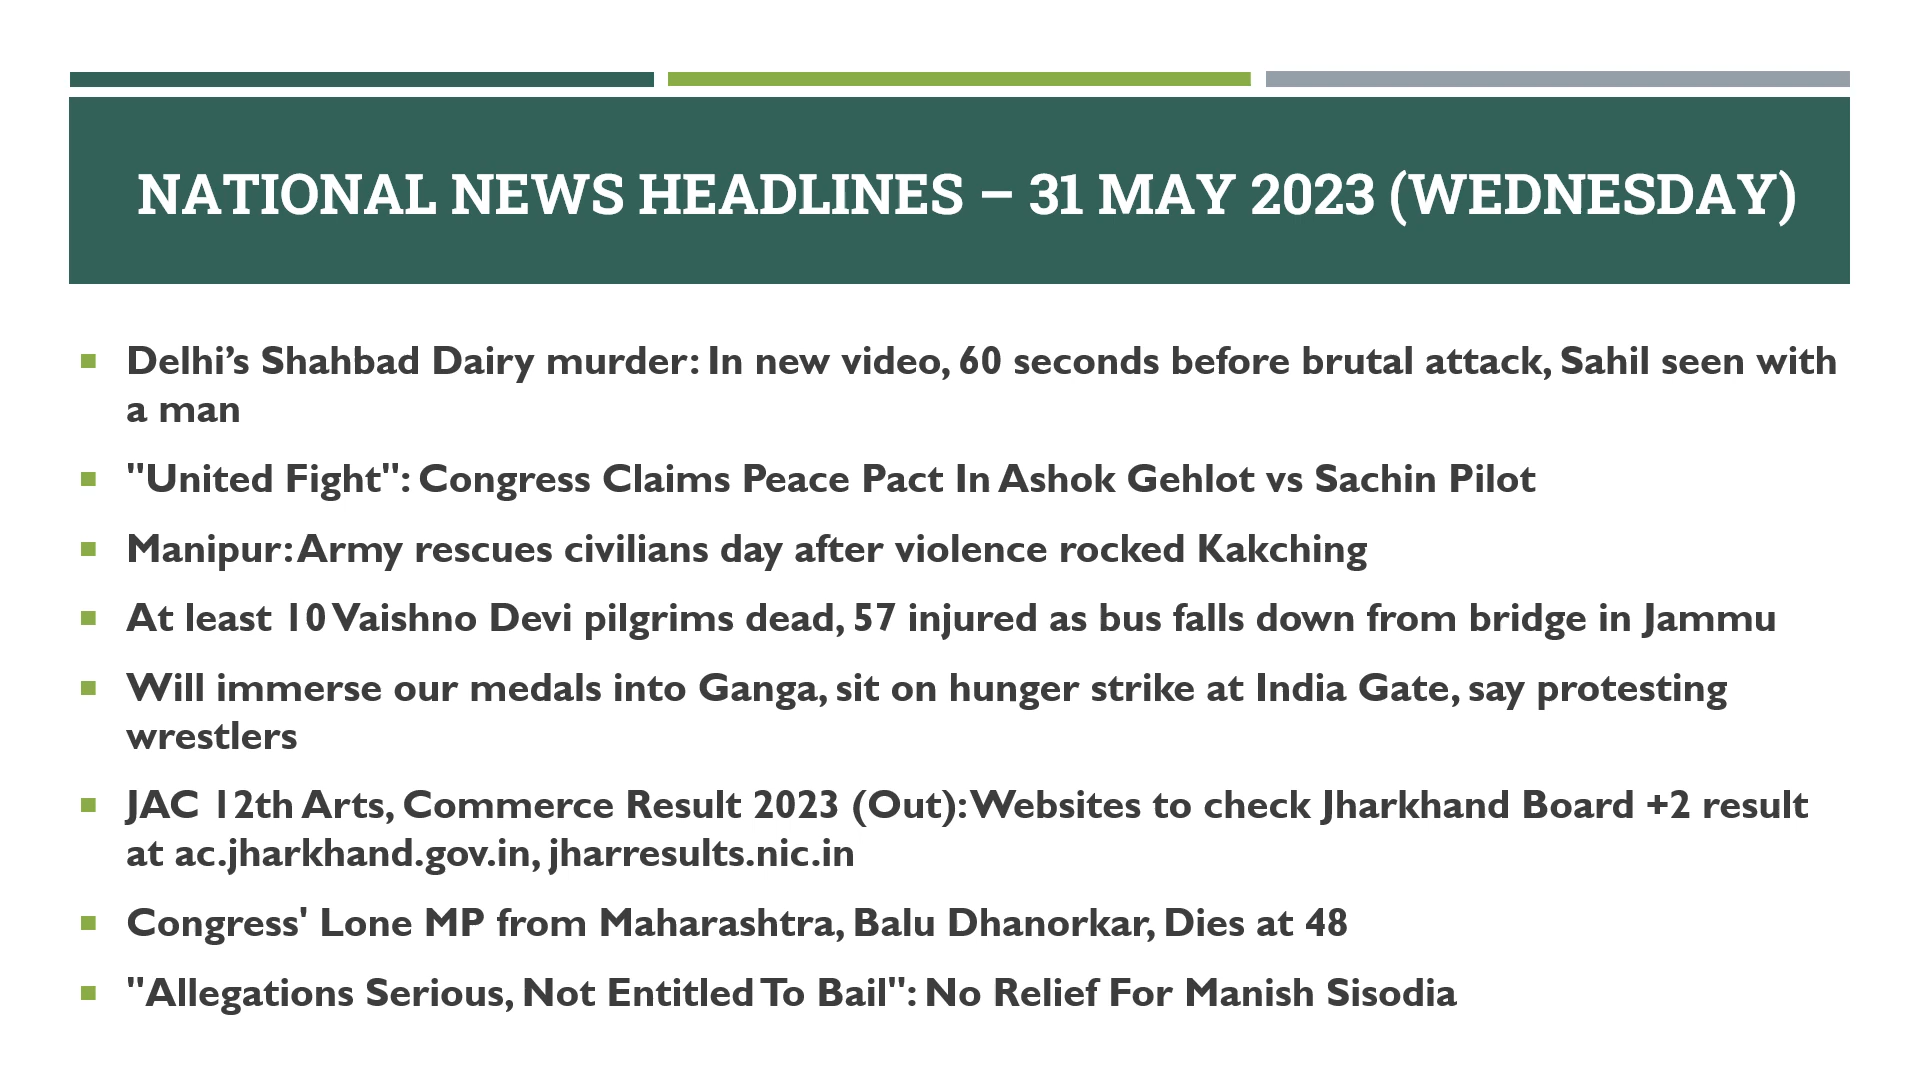 NATIONAL NEWS HEADLINES – 31 MAY 2023 (WEDNESDAY)
Delhi’s Shahbad Dairy murder: In new video, 60 seconds before brutal attack, Sahil seen with
a man
"United Fight": Congress Claims Peace Pact In Ashok Gehlot vs Sachin Pilot
Manipur: Army rescues civilians day after violence rocked Kakching
At least 10 Vaishno Devi pilgrims dead, 57 injured as bus falls down from bridge in Jammu
Will immerse our medals into Ganga, sit on hunger strike at India Gate, say protesting
wrestlers
JAC 12th Arts, Commerce Result 2023 (Out): Websites to check Jharkhand Board +2 result
at ac.jharkhand.gov.in, jharresults.nic.in
Congress' Lone MP from Maharashtra, Balu Dhanorkar, Dies at 48
"Allegations Serious, Not Entitled To Bail": No Relief For Manish Sisodia